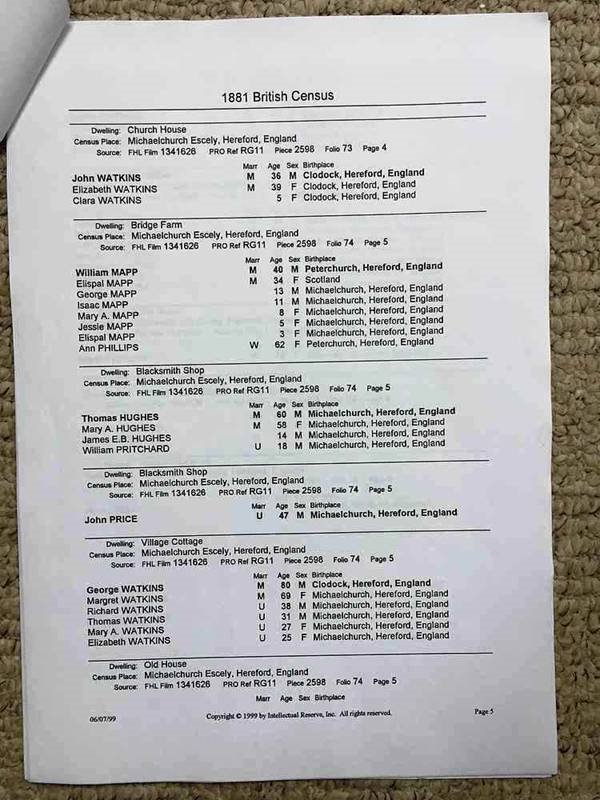 1881 British Census
Dwelling: Church House
Census Place: Michaelchurch Escely, Hereford, England
Source: FHL Film 1341626 PRO Ref RG11 Piece 2598 Folio 73 Page 4
Marr Age Sex Birthplace
John WATKINS M 36 M Clodock, Hereford, England
Elizabeth WATKINS M 39 F Clodock, Hereford, England
Clara WATKINS 5 F Clodock, Hereford, England
Dwelling: Bridge Farm
Census Place: Michaelchurch Escely, Hereford, England
Source: FHL Film 1341626 PRO Ref RG11 Piece 2598 Folio 74 Page 5
Marr Age Sex Birthplace
William MAPP M 40 M Peterchurch, Hereford, England
Elispal MAPP M 34 F Scotland
George MAPP 13 M Michaelchurch, Hereford, England
Isaac MAPP 11 M Michaelchurch, Hereford, England
Mary A. MAPP 8 F Michaelchurch, Hereford, England
Jessie MAPP 5 F Michaelchurch, Hereford, England
Elispal MAPP 3 F Michaelchurch, Hereford, England
Ann PHILLIPS W 62 F Peterchurch, Hereford, England
Dwelling: Blacksmith Shop
Census Place: Michaelchurch Escely, Hereford, England
Source: FHL Film 1341626 PRO Ref RG11 Piece 2598 Folio 74 Page 5
Marr Age Sex Birthplace
Thomas HUGHES M 60 M Michaelchurch, Hereford, England
Mary A. HUGHES M 58 F Michaelchurch, Hereford, England
James E.B. HUGHES 14 M Michaelchurch, Hereford, England
William PRITCHARD U 18 M Michaelchurch, Hereford, England
Dwelling: Blacksmith Shop
Census Place: Michaelchurch Escely, Hereford, England
Source: FHL Film 1341626 PRO Ref RG11 Piece 2598 Folio 74 Page 5
Marr Age Sex Birthplace
John PRICE U 47 M Michaelchurch, Hereford, England
Dwelling: Village Cottage
Census Place: Michaelchurch Escely, Hereford, England
Source: FHL Film 1341626 PRO Ref RG11 Piece 2598 Folio 74 Page 5
Marr Age Sex Birthplace
George WATKINS M 80 M Clodock, Hereford, England
Margret WATKINS M 69 F Michaelchurch, Hereford, England
Richard WATKINS U 38 M Michaelchurch, Hereford, England
Thomas WATKINS U 31 M Michaelchurch, Hereford, England
Mary A. WATKINS U 27 F Michaelchurch, Hereford, England
Elizabeth WATKINS U 25 F Michaelchurch, Hereford, England
Dwelling: Old House
Census Place: Michaelchurch Escely, Hereford, England
Source: FHL Film 1341626 PRO Ref RG11 Piece 2598 Folio 74 Page 5
Marr Age Sex Birthplace
06/07/99 Copyright © 1999 by Intellectual Reserve, Inc. All rights reserved. Page 5